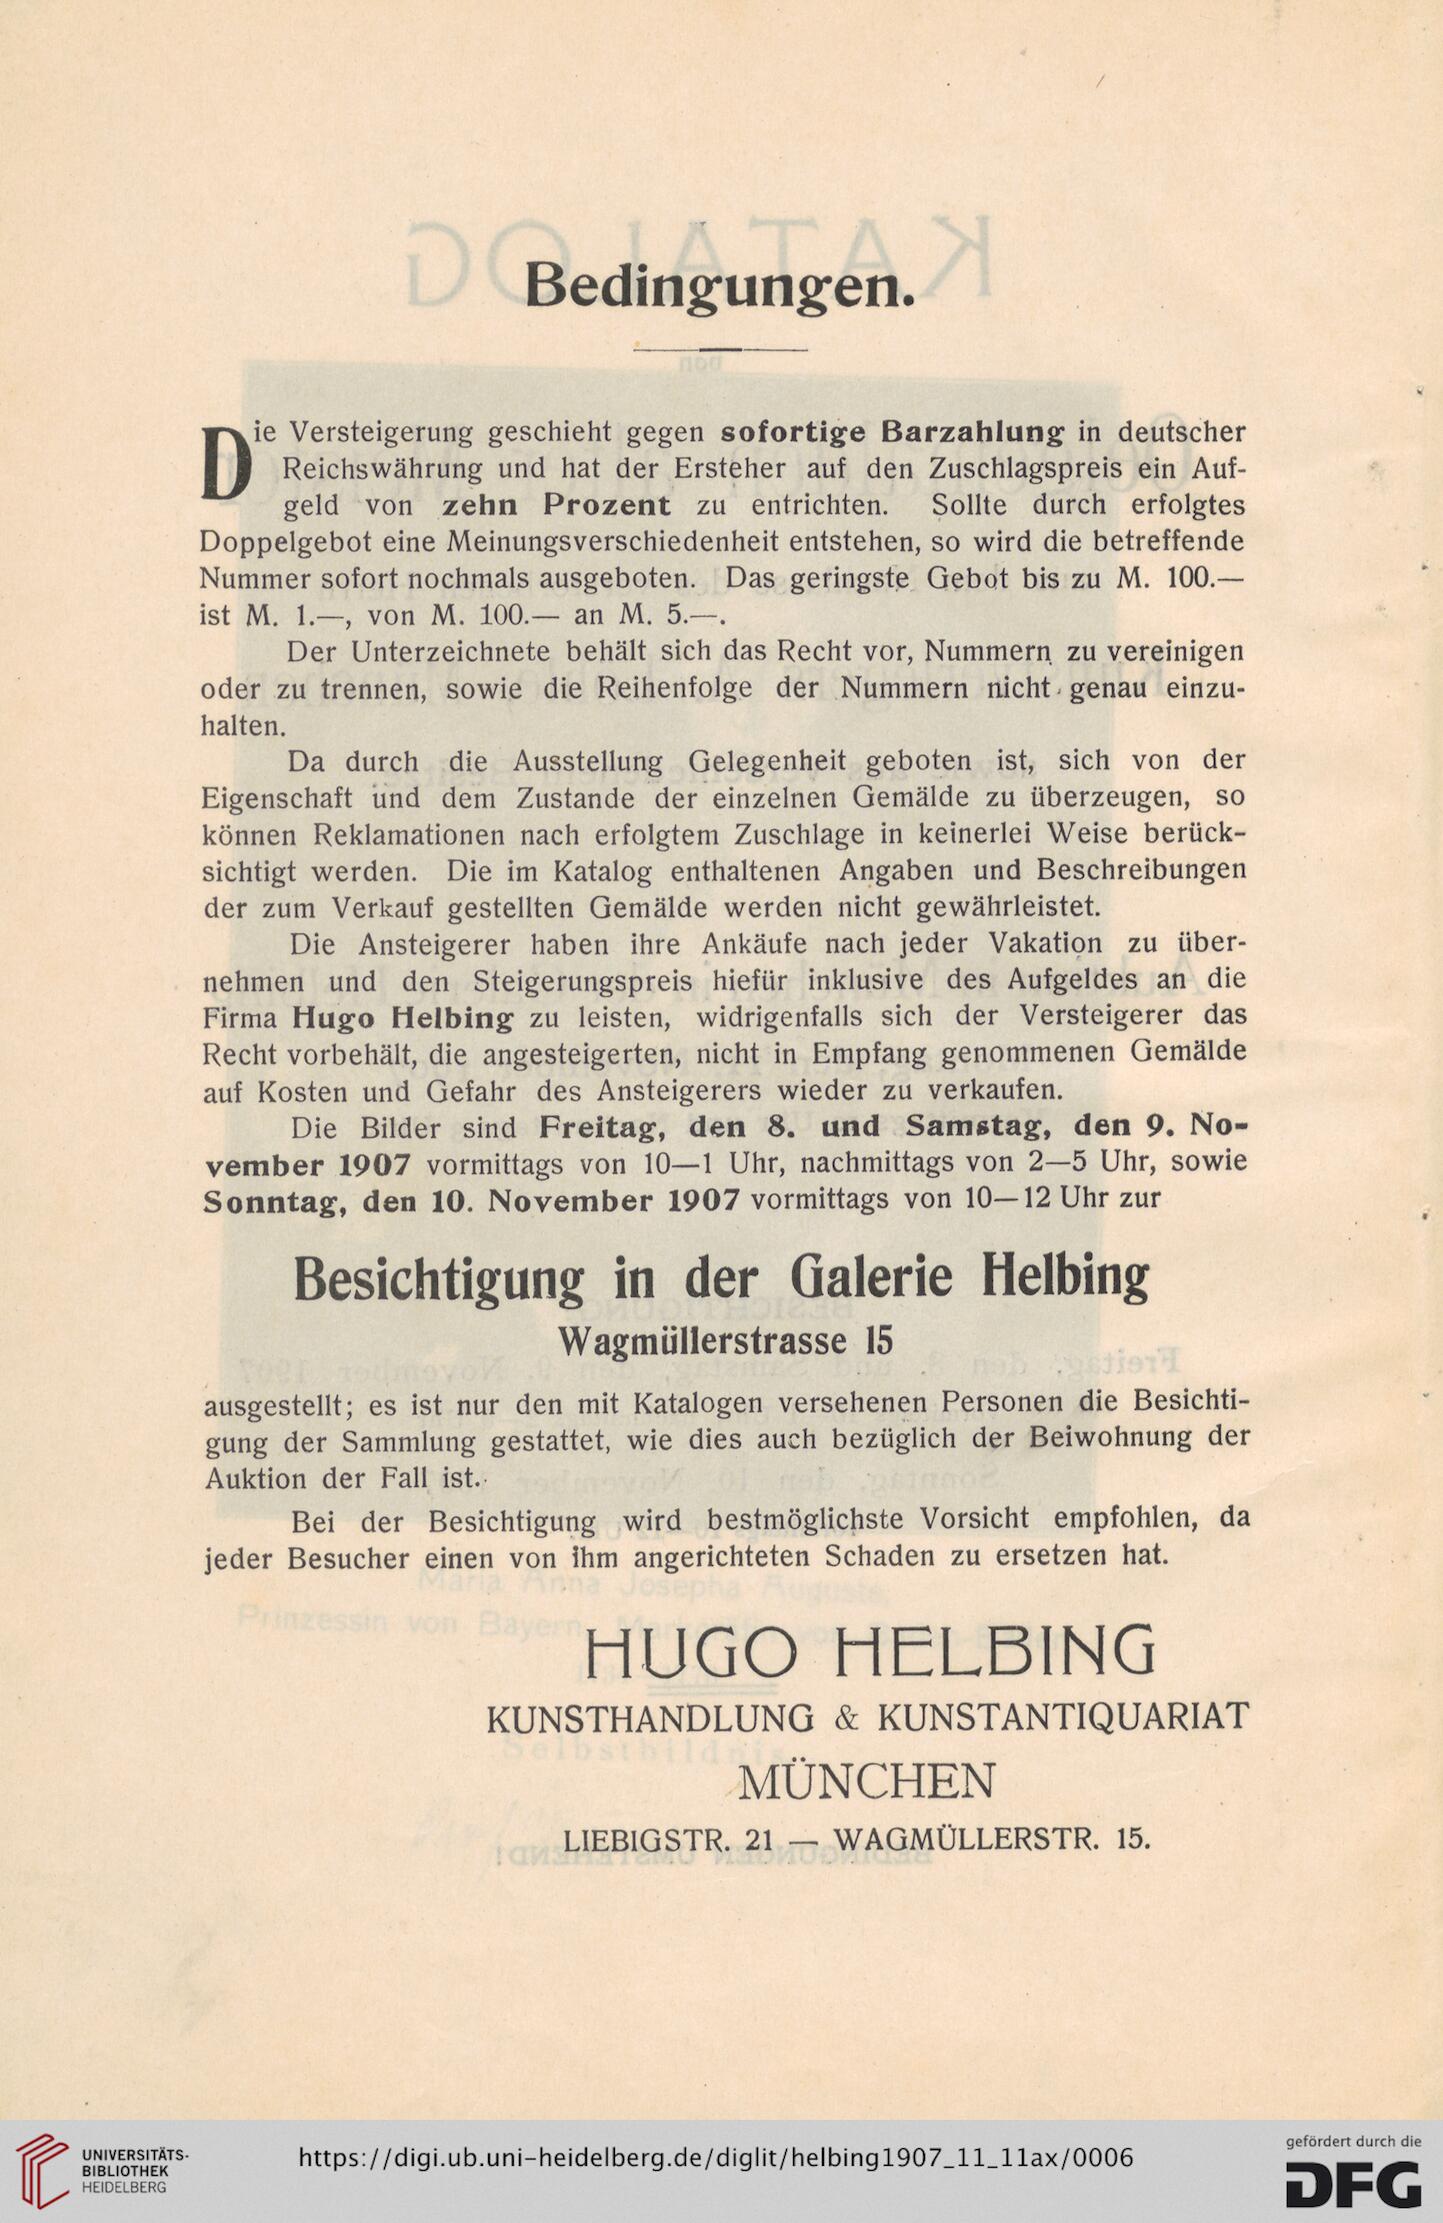 Bedingungen.
Die Versteigerung geschieht gegen sofortige Barzahlung in deutscher
Reichswährung und hat der Ersteher auf den Zuschlagspreis ein Auf-
geld von zehn Prozent zu entrichten. Sollte durch erfolgtes
Doppelgebot eine Meinungsverschiedenheit entstehen, so wird die betreffende
Nummer sofort nochmals ausgeboten. Das geringste Gebot bis zu M. 100.—
ist M. 1.—, von M. 100.— an M. 5.—.
Der Unterzeichnete behält sich das Recht vor, Nummern zu vereinigen
oder zu trennen, sowie die Reihenfolge der Nummern nicht genau einzu-
halten.
Da durch die Ausstellung Gelegenheit geboten ist, sich von der
Eigenschaft und dem Zustande der einzelnen Gemälde zu überzeugen, so
können Reklamationen nach erfolgtem Zuschlage in keinerlei Weise berück-
sichtigt werden. Die im Katalog enthaltenen Angaben und Beschreibungen
der zum Verkauf gestellten Gemälde werden nicht gewährleistet.
Die Ansteigerer haben ihre Ankäufe nach jeder Vakation zu über-
nehmen und den Steigerungspreis hiefür inklusive des Aufgeldes an die
Firma Hugo Helbing zu leisten, widrigenfalls sich der Versteigerer das
Recht vorbehält, die angesteigerten, nicht in Empfang genommenen Gemälde
auf Kosten und Gefahr des Ansteigerers wieder zu verkaufen.
Die Bilder sind Freitag, den 8. und Samstag, den 9. No-
vember 1907 vormittags von 10—1 Uhr, nachmittags von 2—5 Uhr, sowie
Sonntag, den 10. November 1907 vormittags von 10—12 Uhr zur
Besichtigung in der Galerie Helbing
Wagmüllerstrasse 15
ausgestellt; es ist nur den mit Katalogen versehenen Personen die Besichti-
gung der Sammlung gestattet, wie dies auch bezüglich der Beiwohnung der
Auktion der Fall ist.
Bei der Besichtigung wird bestmöglichste Vorsicht empfohlen, da
jeder Besucher einen von ihm angerichteten Schaden zu ersetzen hat.
HUGO HELBING
KUNSTHANDLUNG & KUNSTANTIQUARIAT
MÜNCHEN
LIEBIGSTR. 21 — WAGMÜLLERSTR. 15.
UNIVERSITÄTS-
BIBLIOTHEK
HEIDELBERG
https://digi.ub.uni-heidelberg.de/diglit/helbing1907_11_11ax/0006
gefördert durch die
DFG